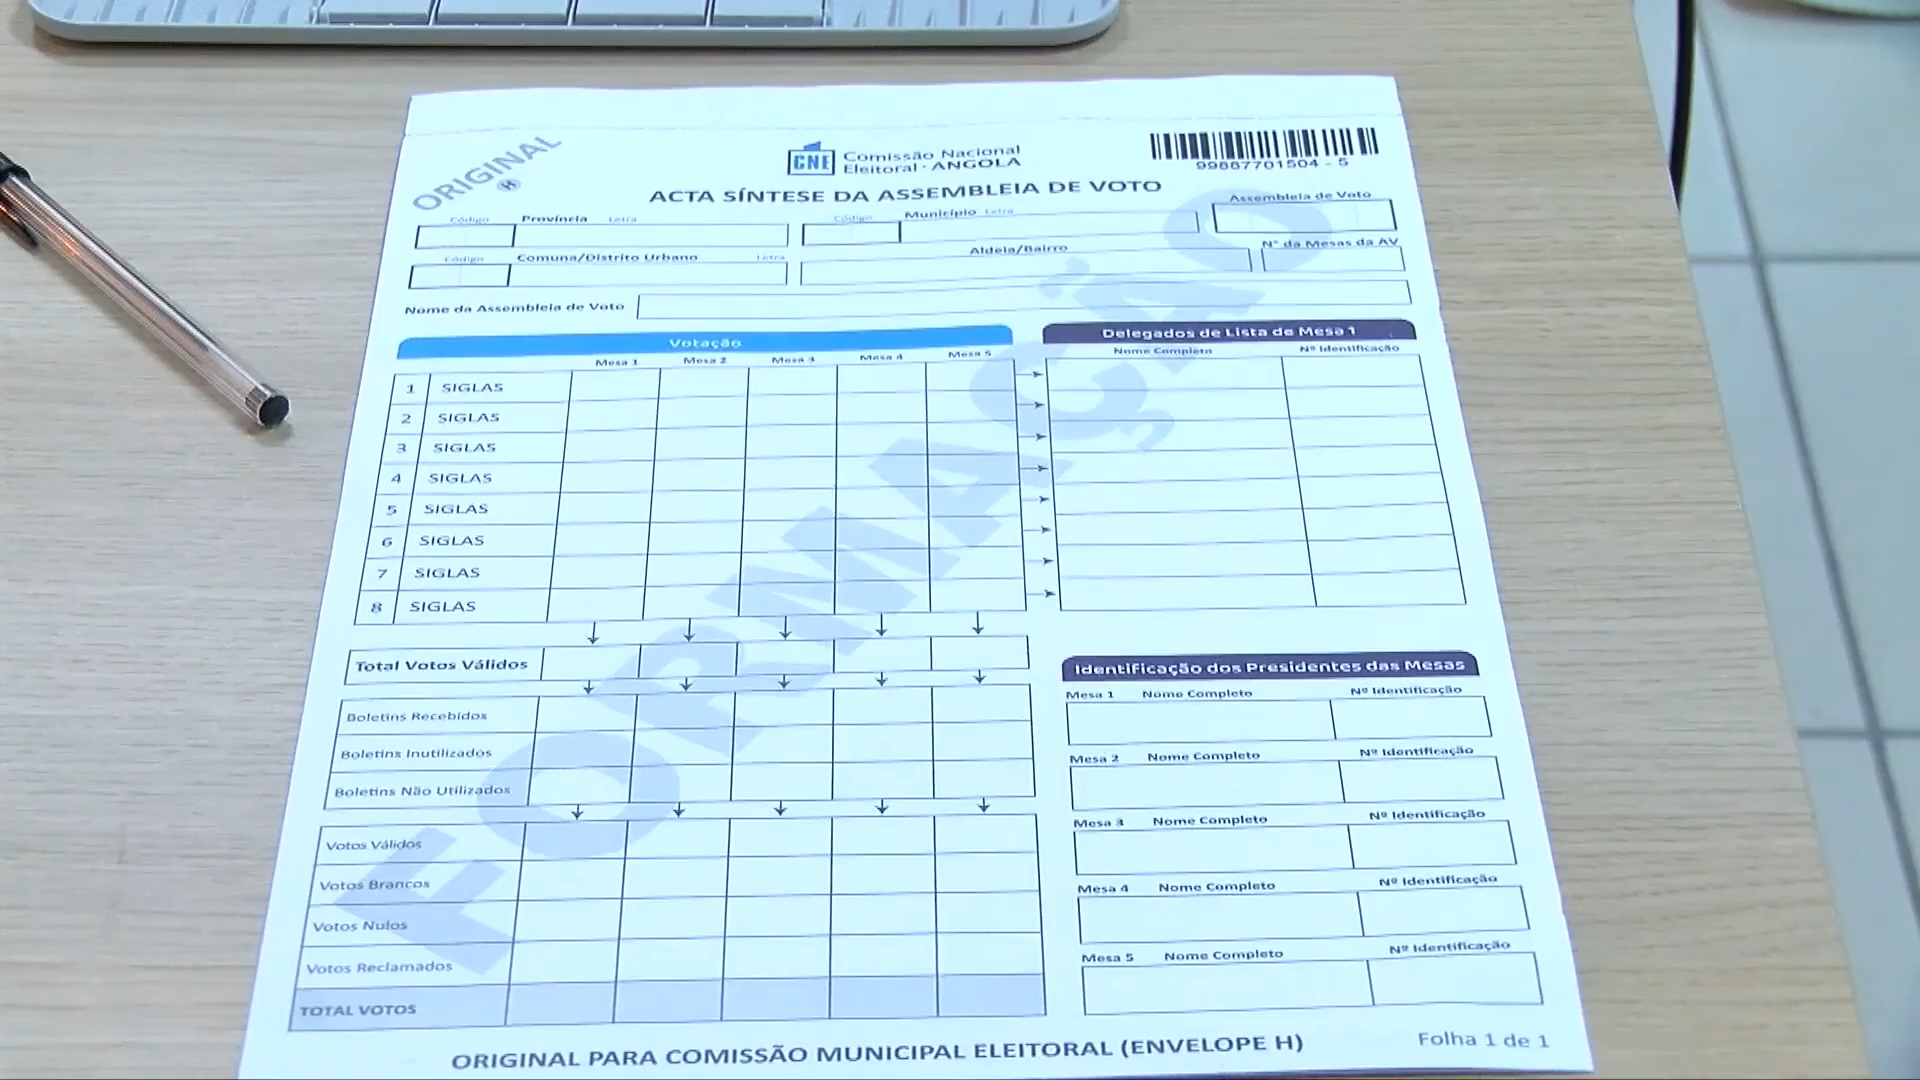 ORIGINAL
H
CNE Comissão Nacional
Eleitoral · ANGOLA
99887701504 - 5
ACTA SÍNTESE DA ASSEMBLEIA DE VOTO
Código Província Letra Código Município Letra Assembleia de Voto
Código Comuna/Distrito Urbano Letra Aldeia/Bairro Nº da Mesas da AV
Nome da Assembleia de Voto
Votação
Mesa 1 Mesa 2 Mesa 3 Mesa 4 Mesa 5
1 SIGLAS
2 SIGLAS
3 SIGLAS
4 SIGLAS
5 SIGLAS
6 SIGLAS
7 SIGLAS
8 SIGLAS
Total Votos Válidos
Boletins Recebidos
Boletins Inutilizados
Boletins Não Utilizados
Votos Válidos
Votos Brancos
Votos Nulos
Votos Reclamados
TOTAL VOTOS
Delegados de Lista de Mesa 1
Nome Completo Nº Identificação
Identificação dos Presidentes das Mesas
Mesa 1 Nome Completo Nº Identificação
Mesa 2 Nome Completo Nº Identificação
Mesa 3 Nome Completo Nº Identificação
Mesa 4 Nome Completo Nº Identificação
Mesa 5 Nome Completo Nº Identificação
FORMAÇÃO
ORIGINAL PARA COMISSÃO MUNICIPAL ELEITORAL (ENVELOPE H)
Folha 1 de 1